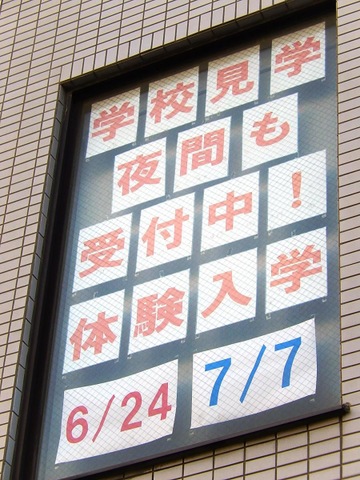 学校見学
夜間も
受付中!
体験入学
6/24 7/7